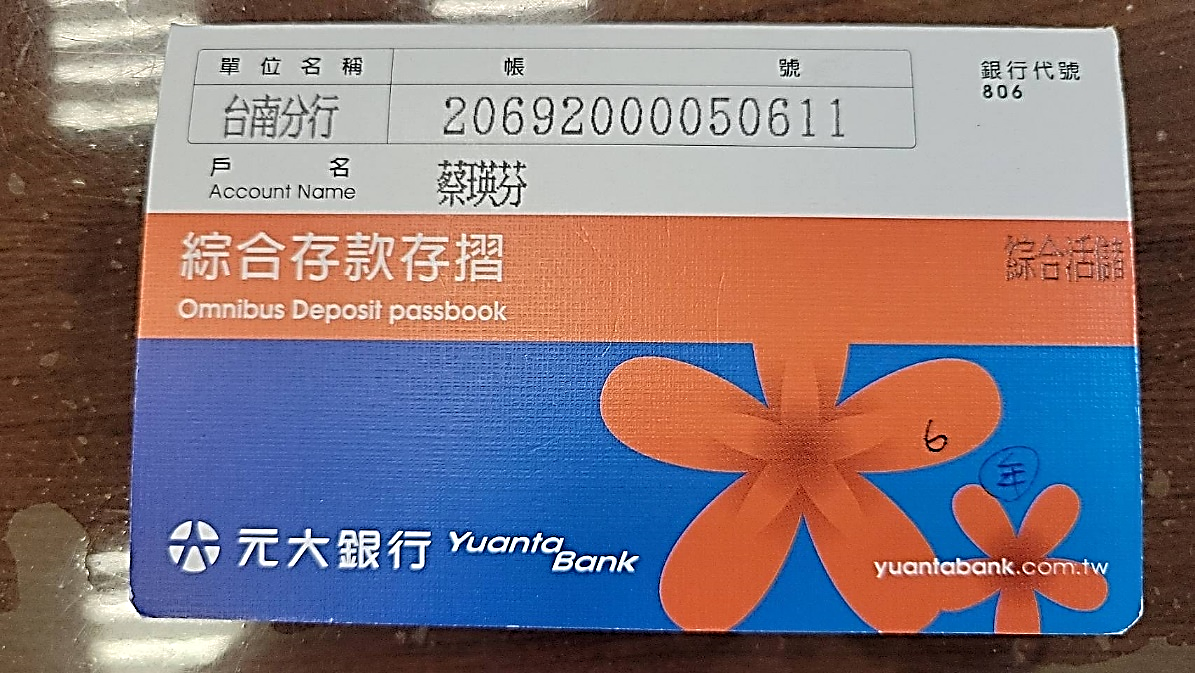 單位名稱 帳號 銀行代號
台南分行 20692000050611 806
戶名 蔡瑛芬
Account Name
綜合存款存摺 綜合活儲
Omnibus Deposit passbook
6
年
元大銀行 Yuanta Bank yuantabank.com.tw